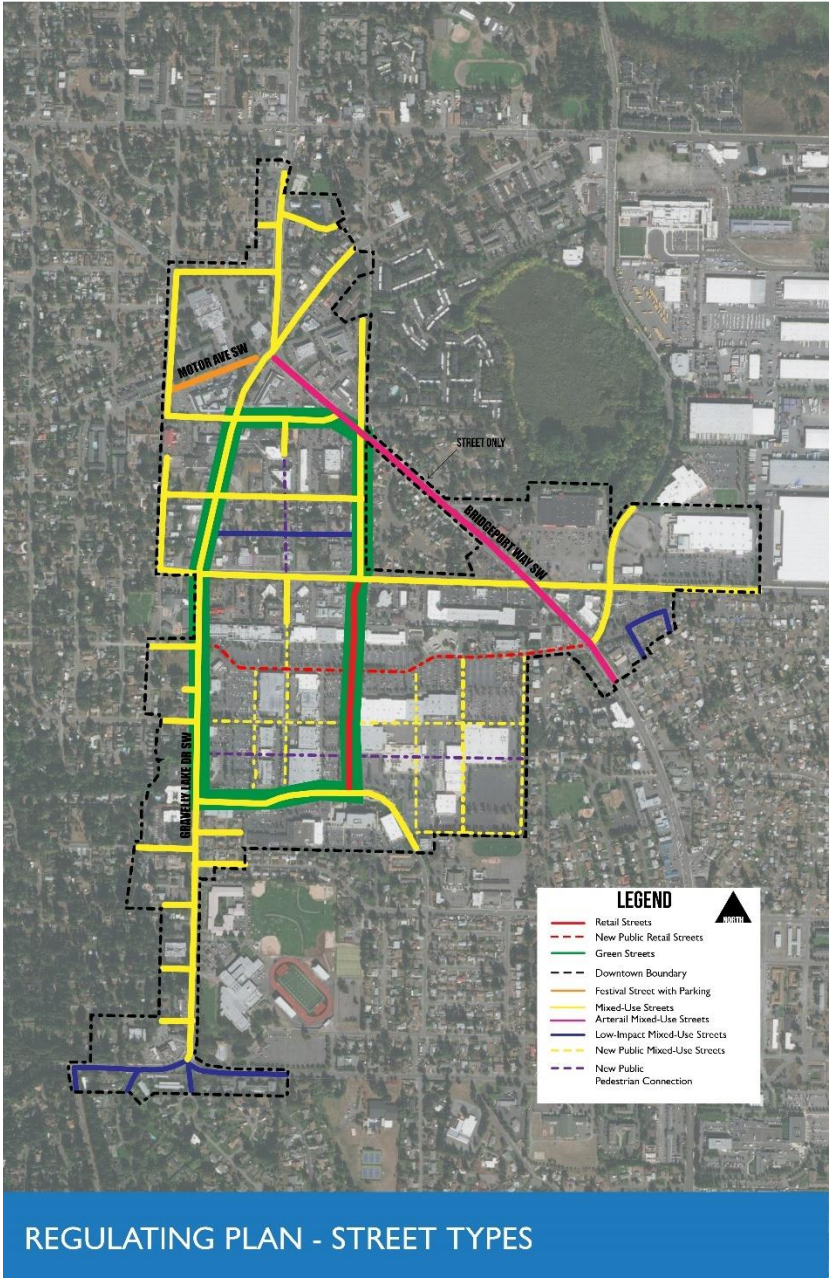 MOTOR AVE SW
STREET ONLY
BRIDGEPORT WAY SW
GRAVELLY LAKE DR SW
LEGEND
NORTH
Retail Streets
New Public Retail Streets
Green Streets
Downtown Boundary
Festival Street with Parking
Mixed-Use Streets
Arterail Mixed-Use Streets
Low-Impact Mixed-Use Streets
New Public Mixed-Use Streets
New Public
Pedestrian Connection
REGULATING PLAN - STREET TYPES